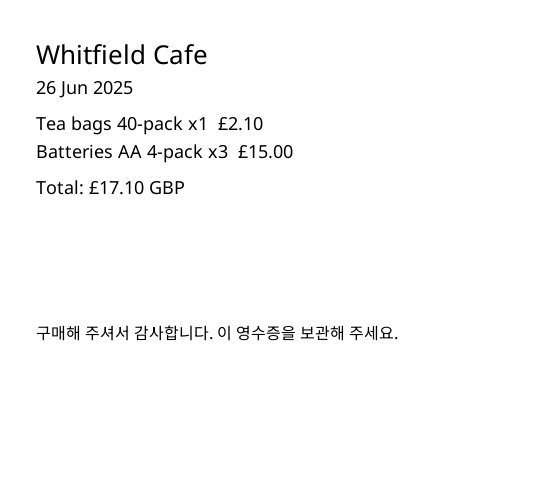 Whitfield Cafe
26 Jun 2025
Tea bags 40-pack x1  £2.10
Batteries AA 4-pack x3  £15.00
Total: £17.10 GBP
구매해 주셔서 감사합니다. 이 영수증을 보관해 주세요.